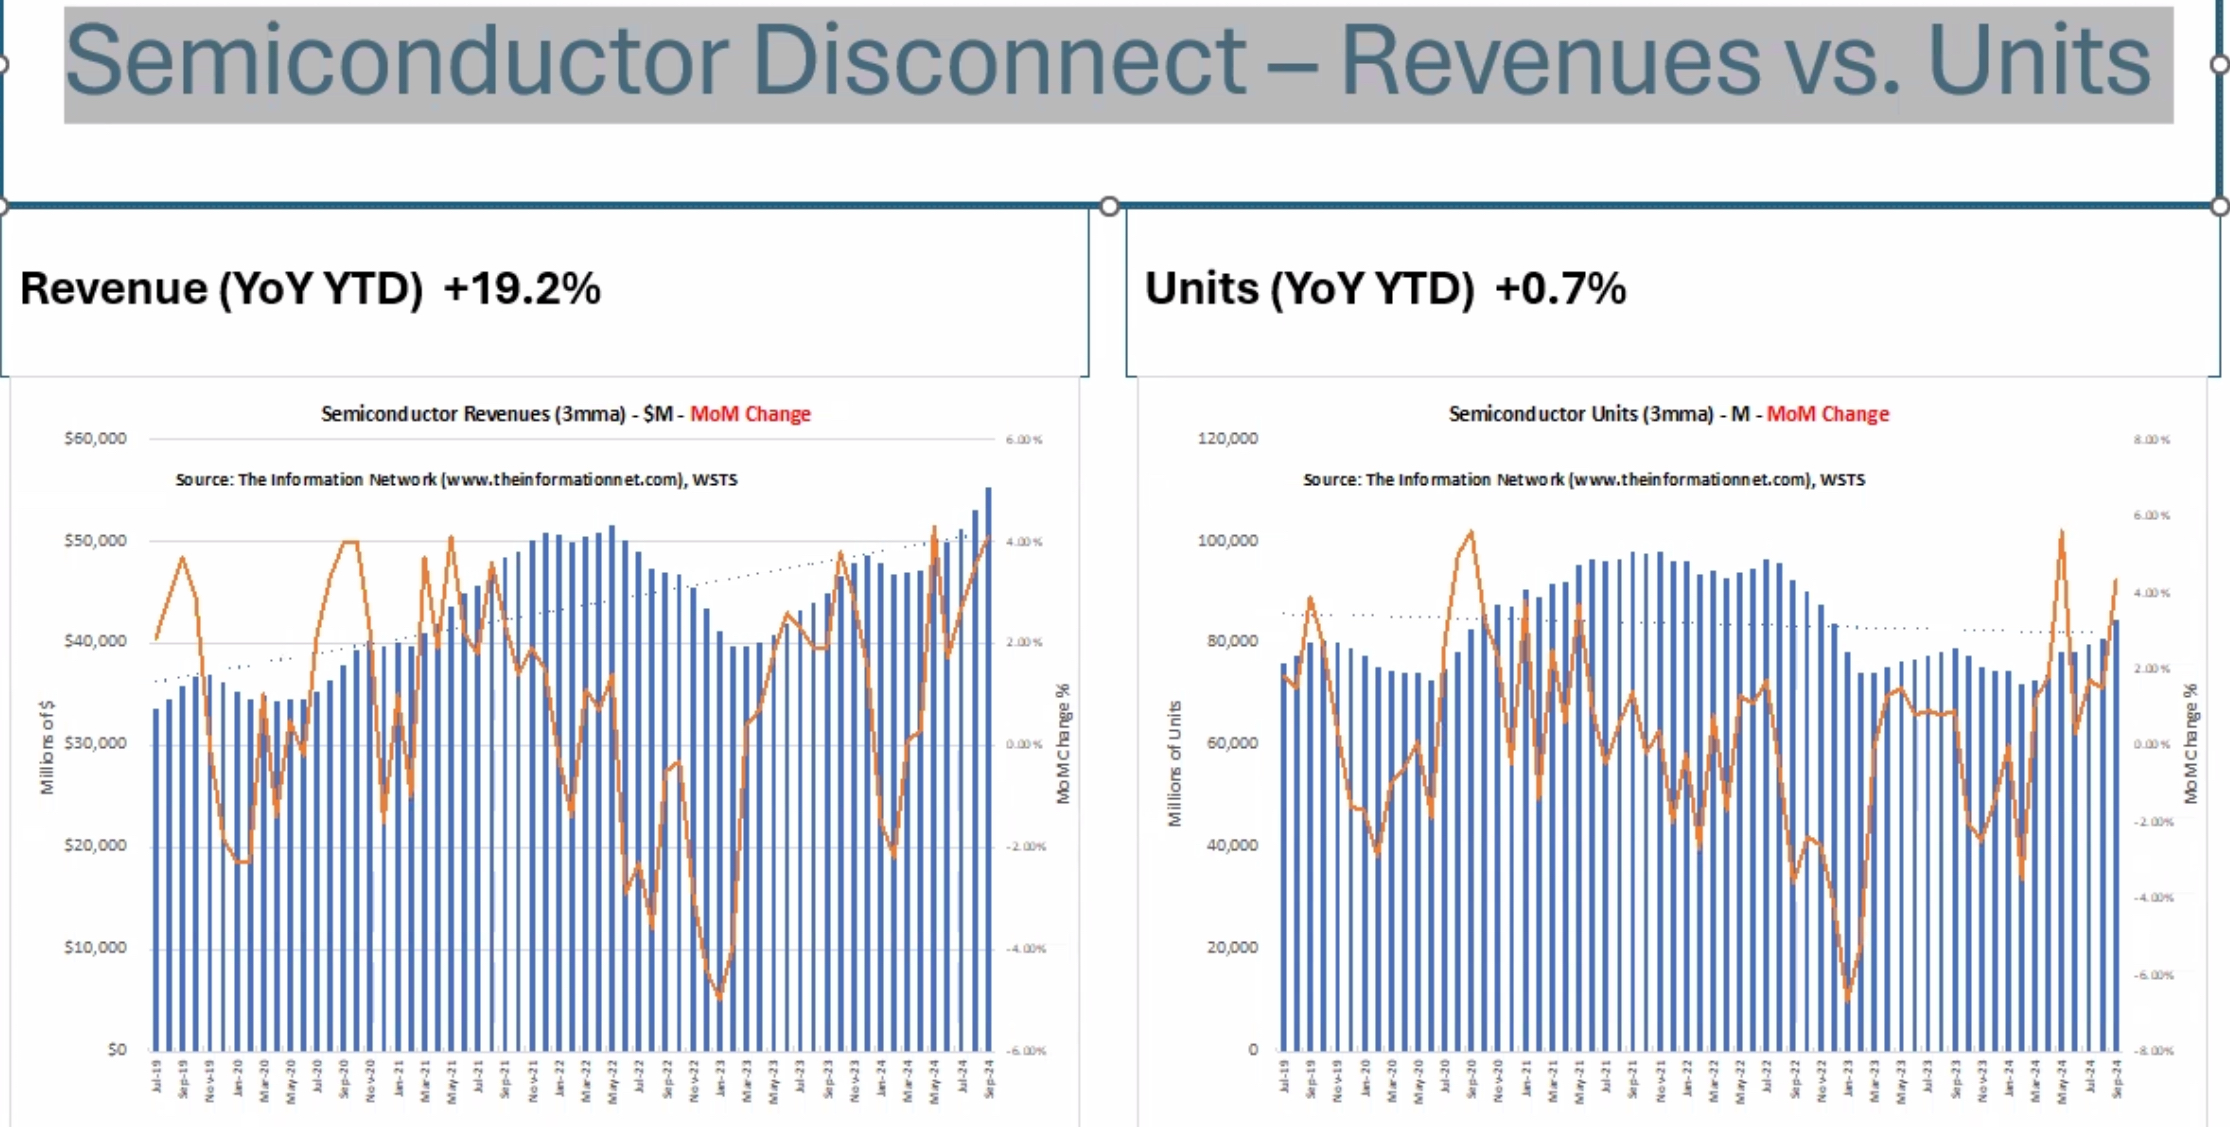 Semiconductor Disconnect – Revenues vs. Units
Revenue (YoY YTD) +19.2%
Units (YoY YTD) +0.7%
Semiconductor Revenues (3mma) - $M - MoM Change
Source: The Information Network (www.theinformationnet.com), WSTS
$60,000
$50,000
$40,000
$30,000
$20,000
$10,000
$0
Millions of $
6.00%
4.00%
2.00%
0.00%
-2.00%
-4.00%
-6.00%
MoM Change %
Jul-19
Sep-19
Nov-19
Jan-20
Mar-20
May-20
Jul-20
Sep-20
Nov-20
Jan-21
Mar-21
May-21
Jul-21
Sep-21
Nov-21
Jan-22
Mar-22
May-22
Jul-22
Sep-22
Nov-22
Jan-23
Mar-23
May-23
Jul-23
Sep-23
Nov-23
Jan-24
Mar-24
May-24
Jul-24
Sep-24
Semiconductor Units (3mma) - M - MoM Change
Source: The Information Network (www.theinformationnet.com), WSTS
120,000
100,000
80,000
60,000
40,000
20,000
0
Millions of Units
8.00%
6.00%
4.00%
2.00%
0.00%
-2.00%
-4.00%
-6.00%
-8.00%
MoM Change %
Jul-19
Sep-19
Nov-19
Jan-20
Mar-20
May-20
Jul-20
Sep-20
Nov-20
Jan-21
Mar-21
May-21
Jul-21
Sep-21
Nov-21
Jan-22
Mar-22
May-22
Jul-22
Sep-22
Nov-22
Jan-23
Mar-23
May-23
Jul-23
Sep-23
Nov-23
Jan-24
Mar-24
May-24
Jul-24
Sep-24